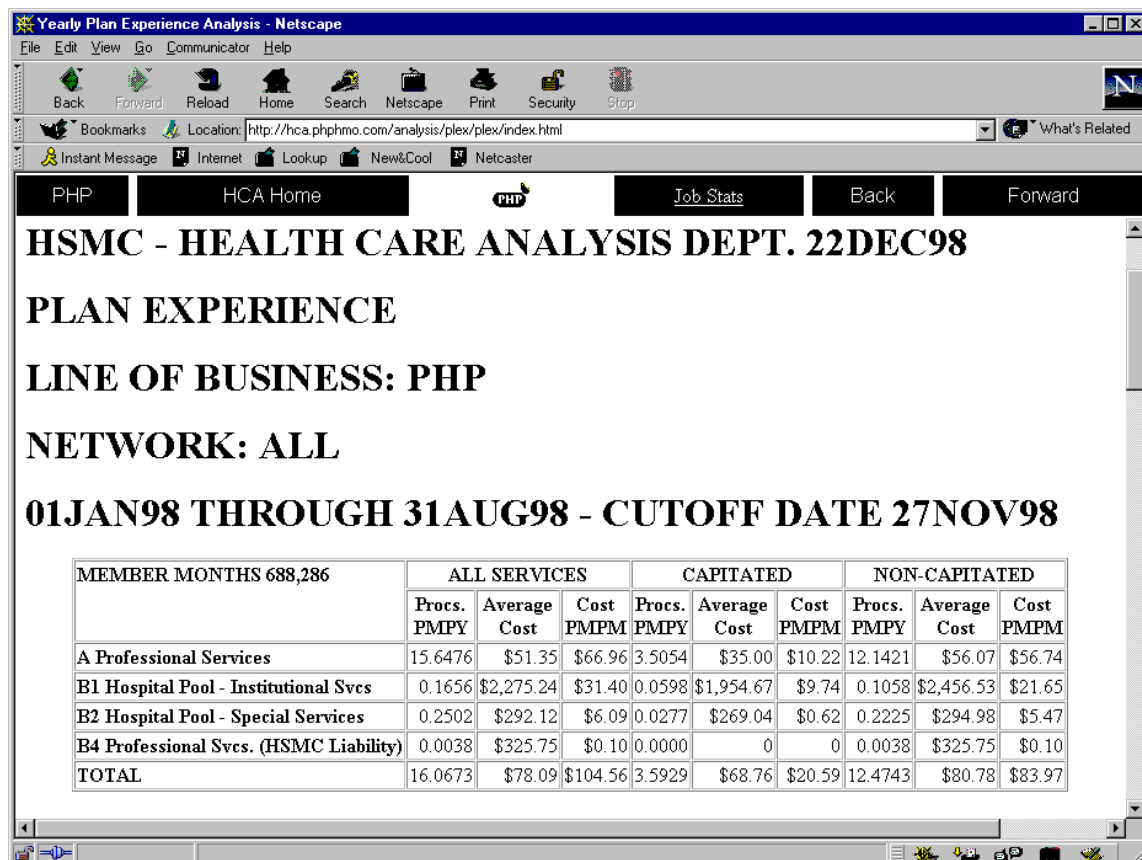 Yearly Plan Experience Analysis - Netscape
File Edit View Go Communicator Help
Back Forward Reload Home Search Netscape Print Security Stop
N
Bookmarks Location: http://hca.phphmo.com/analysis/plex/plex/index.html What's Related
Instant Message Internet Lookup New&Cool Netcaster
PHP HCA Home PHP Job Stats Back Forward
HSMC - HEALTH CARE ANALYSIS DEPT. 22DEC98
PLAN EXPERIENCE
LINE OF BUSINESS: PHP
NETWORK: ALL
01JAN98 THROUGH 31AUG98 - CUTOFF DATE 27NOV98
MEMBER MONTHS 688,286 ALL SERVICES CAPITATED NON-CAPITATED
Procs. Average Cost Procs. Average Cost Procs. Average Cost
PMPY Cost PMPM PMPY Cost PMPM PMPY Cost PMPM
A Professional Services 15.6476 $51.35 $66.96 3.5054 $35.00 $10.22 12.1421 $56.07 $56.74
B1 Hospital Pool - Institutional Svcs 0.1656 $2,275.24 $31.40 0.0598 $1,954.67 $9.74 0.1058 $2,456.53 $21.65
B2 Hospital Pool - Special Services 0.2502 $292.12 $6.09 0.0277 $269.04 $0.62 0.2225 $294.98 $5.47
B4 Professional Svcs. (HSMC Liability) 0.0038 $325.75 $0.10 0.0000 0 0 0.0038 $325.75 $0.10
TOTAL 16.0673 $78.09 $104.56 3.5929 $68.76 $20.59 12.4743 $80.78 $83.97